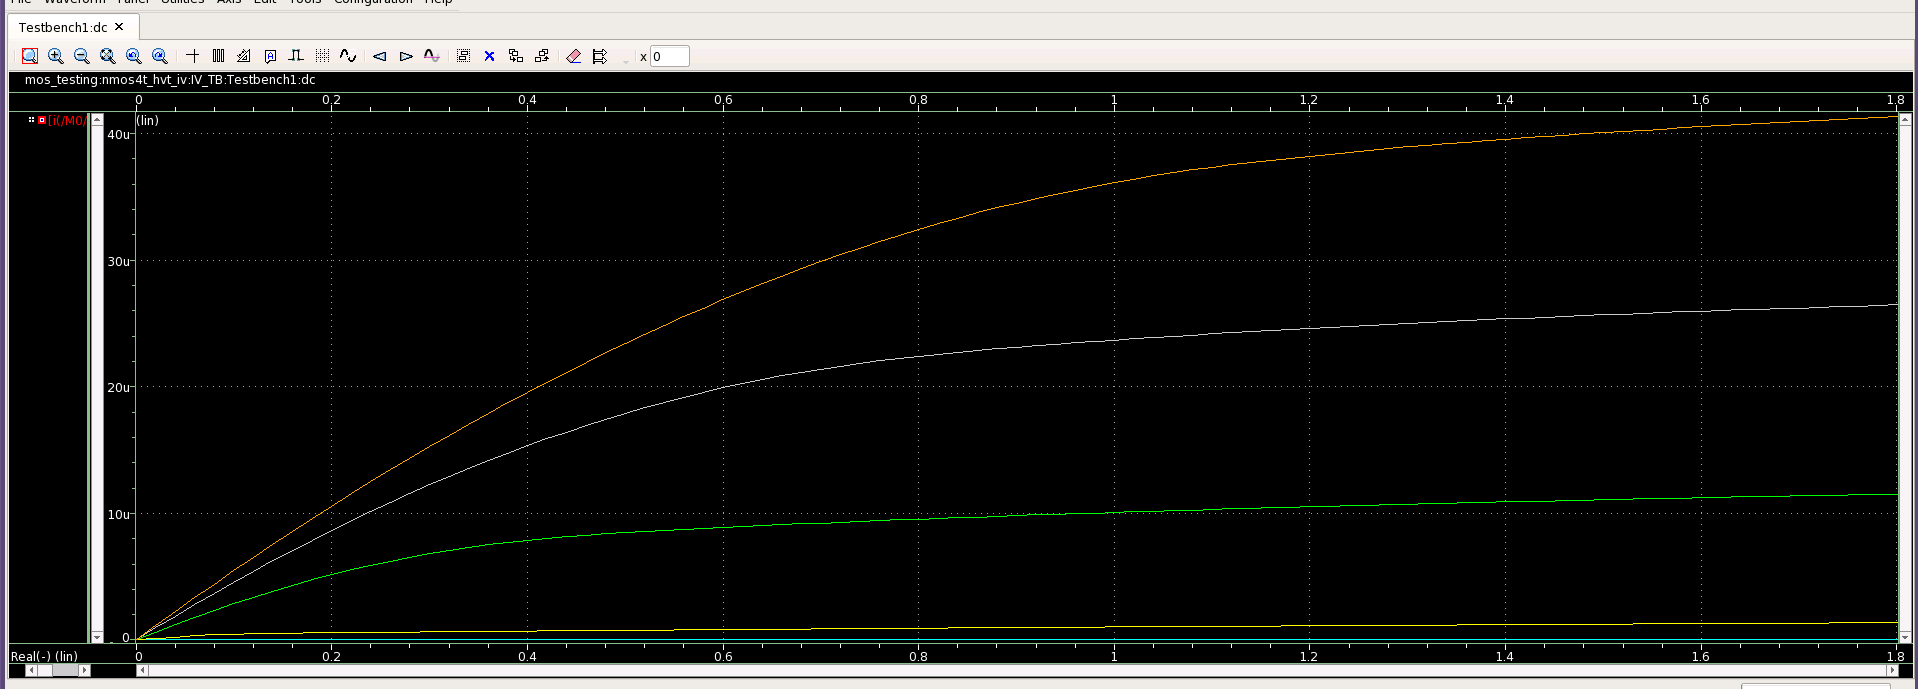 File Waveform Panel Utilities Axis Edit Tools Configuration Help
Testbench1:dc
x 0
mos_testing:nmos4t_hvt_iv:IV_TB:Testbench1:dc
0 0.2 0.4 0.6 0.8 1 1.2 1.4 1.6 1.8
[i(/M0/
(lin)
40u
30u
20u
10u
0
Real(-) (lin) 0 0.2 0.4 0.6 0.8 1 1.2 1.4 1.6 1.8